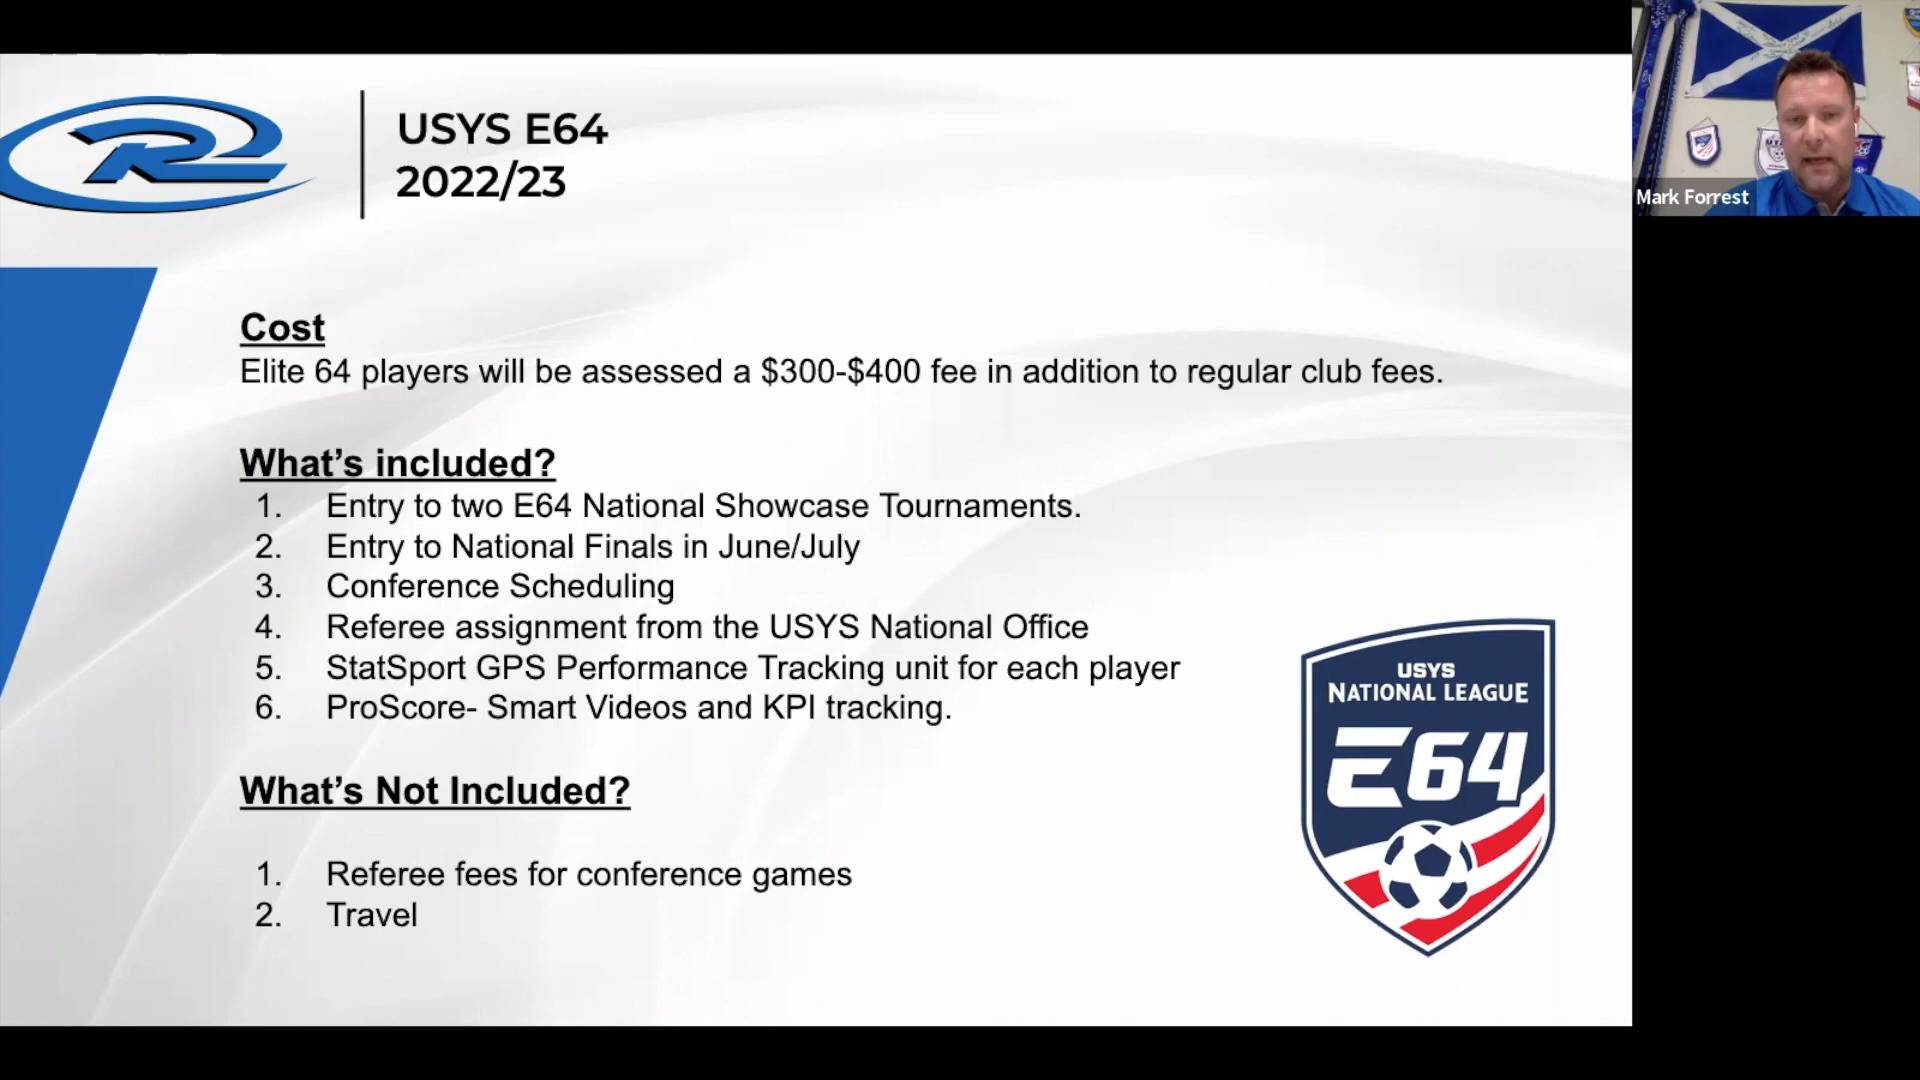 USYS E64
2022/23
Mark Forrest
Cost
Elite 64 players will be assessed a $300-$400 fee in addition to regular club fees.
What’s included?
1. Entry to two E64 National Showcase Tournaments.
2. Entry to National Finals in June/July
3. Conference Scheduling
4. Referee assignment from the USYS National Office
5. StatSport GPS Performance Tracking unit for each player
6. ProScore- Smart Videos and KPI tracking.
What’s Not Included?
1. Referee fees for conference games
2. Travel
USYS
NATIONAL LEAGUE
E64